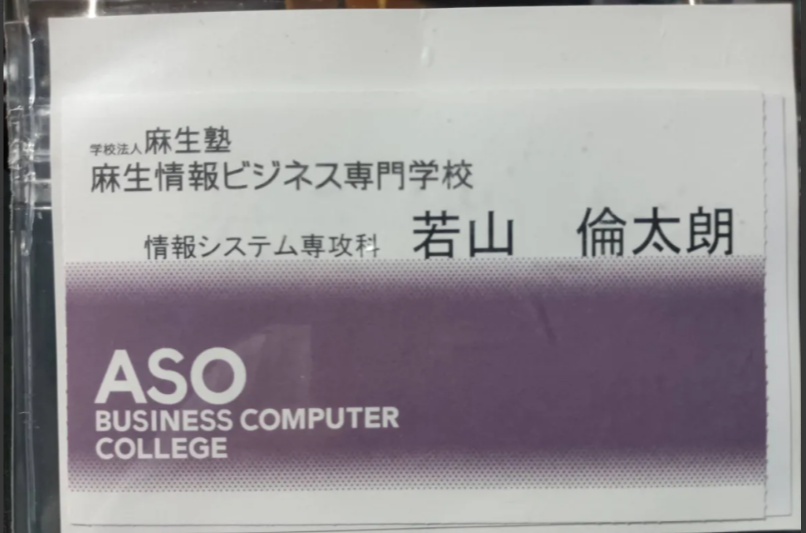 学校法人麻生塾
麻生情報ビジネス専門学校
情報システム専攻科 若山 倫太朗
ASO
BUSINESS COMPUTER
COLLEGE